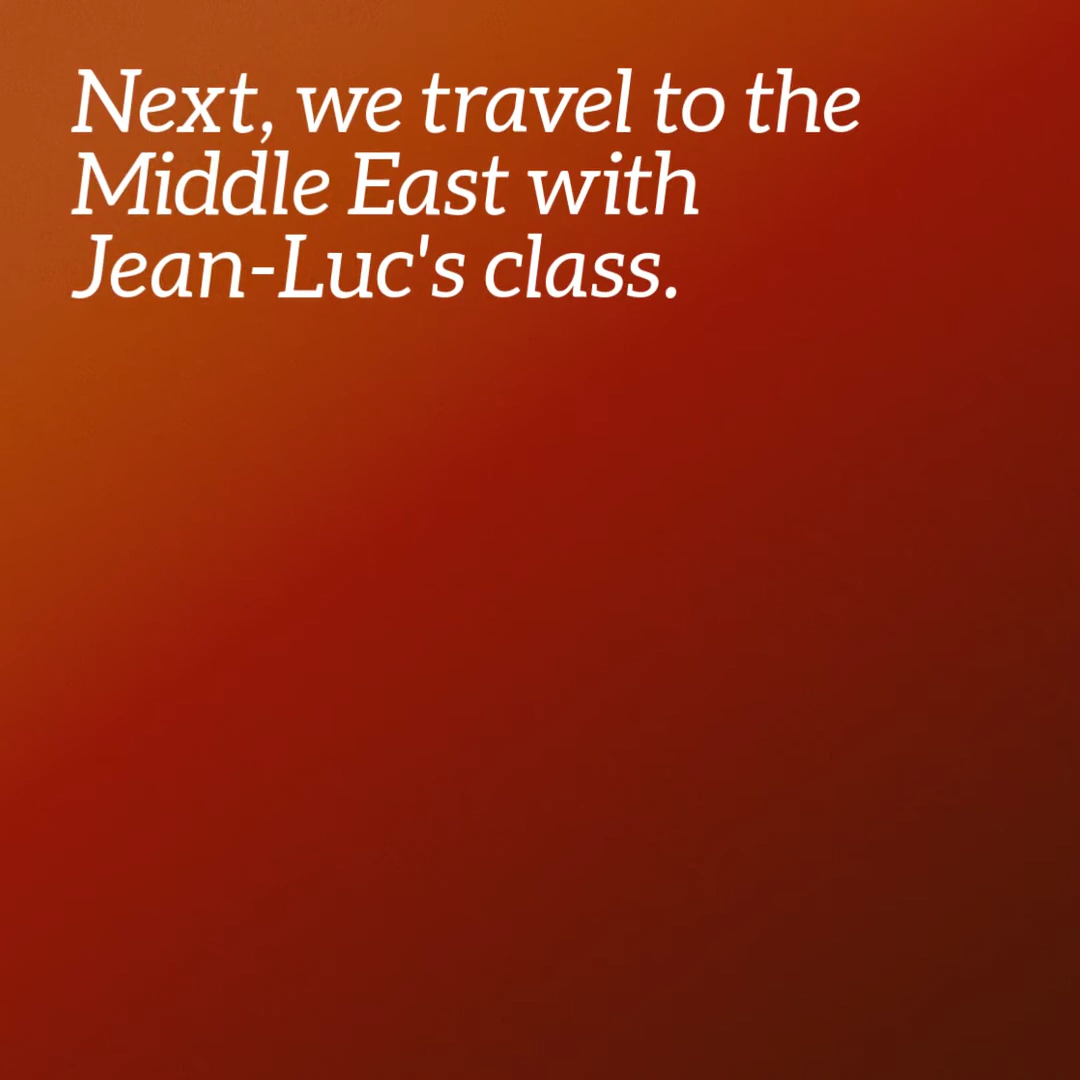 Next, we travel to the
Middle East with
Jean-Luc's class.